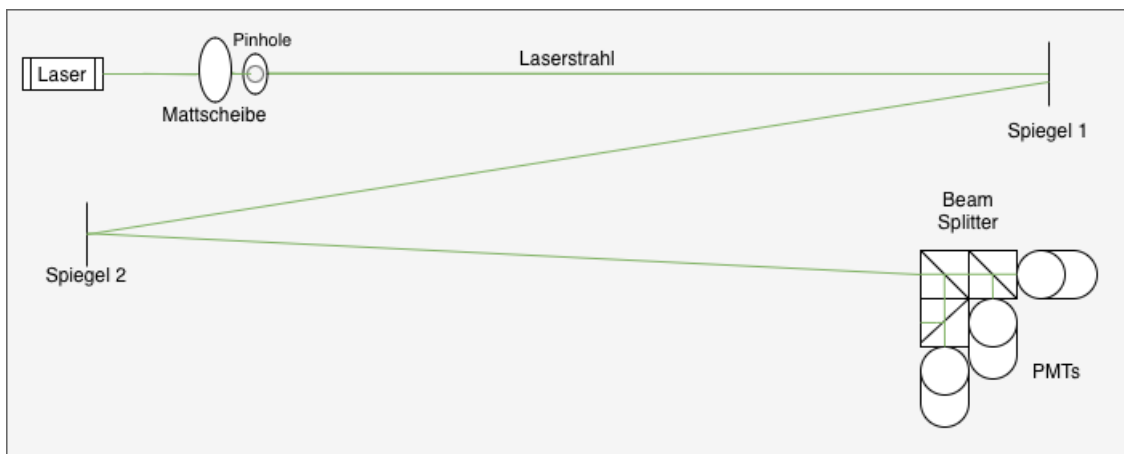 Pinhole
Laserstrahl
Laser
Mattscheibe
Spiegel 1
Beam
Splitter
Spiegel 2
PMTs